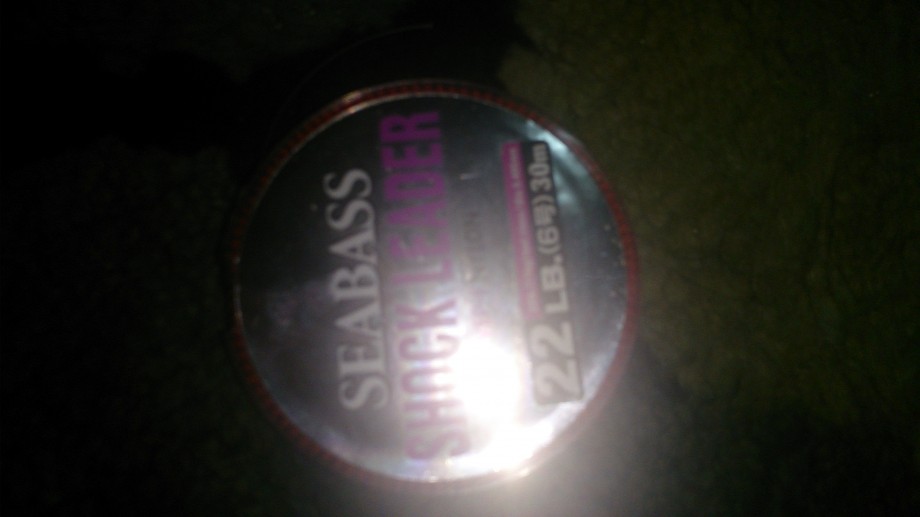 SEABASS
SHOCK LEADER
22 LB.(6号)30m